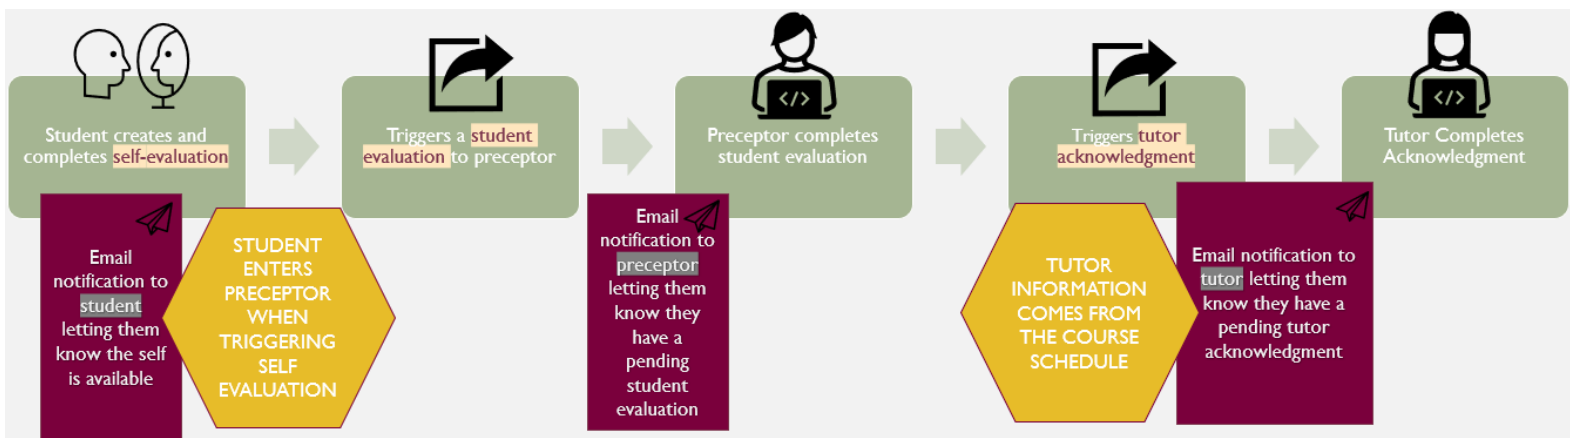 Student creates and
completes self-evaluation
Triggers a student
evaluation to preceptor
</>
Preceptor completes
student evaluation
Triggers tutor
acknowledgment
</>
Tutor Completes
Acknowledgment
Email
notification to
student
letting them
know the self
is available
STUDENT
ENTERS
PRECEPTOR
WHEN
TRIGGERING
SELF
EVALUATION
Email
notification to
preceptor
letting them
know they
have a
pending
student
evaluation
TUTOR
INFORMATION
COMES FROM
THE COURSE
SCHEDULE
Email notification to
tutor letting them
know they have a
pending tutor
acknowledgment